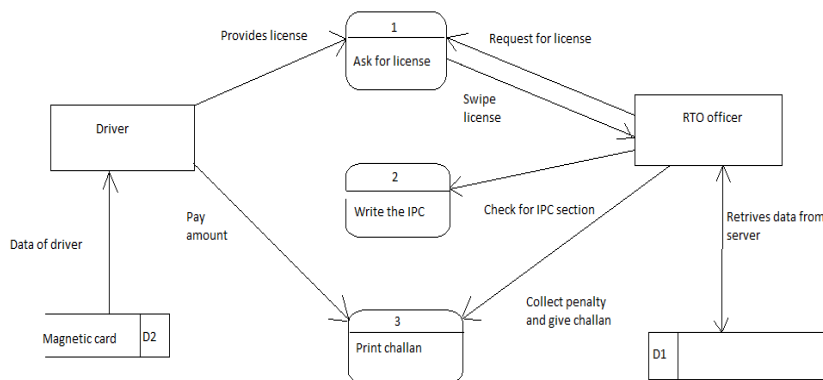 1
Ask for license
Provides license
Request for license
Swipe
license
Driver
RTO officer
2
Write the IPC
Check for IPC section
Pay
amount
Data of driver
Retrives data from
server
Collect penalty
and give challan
3
Print challan
Magnetic card
D2
D1